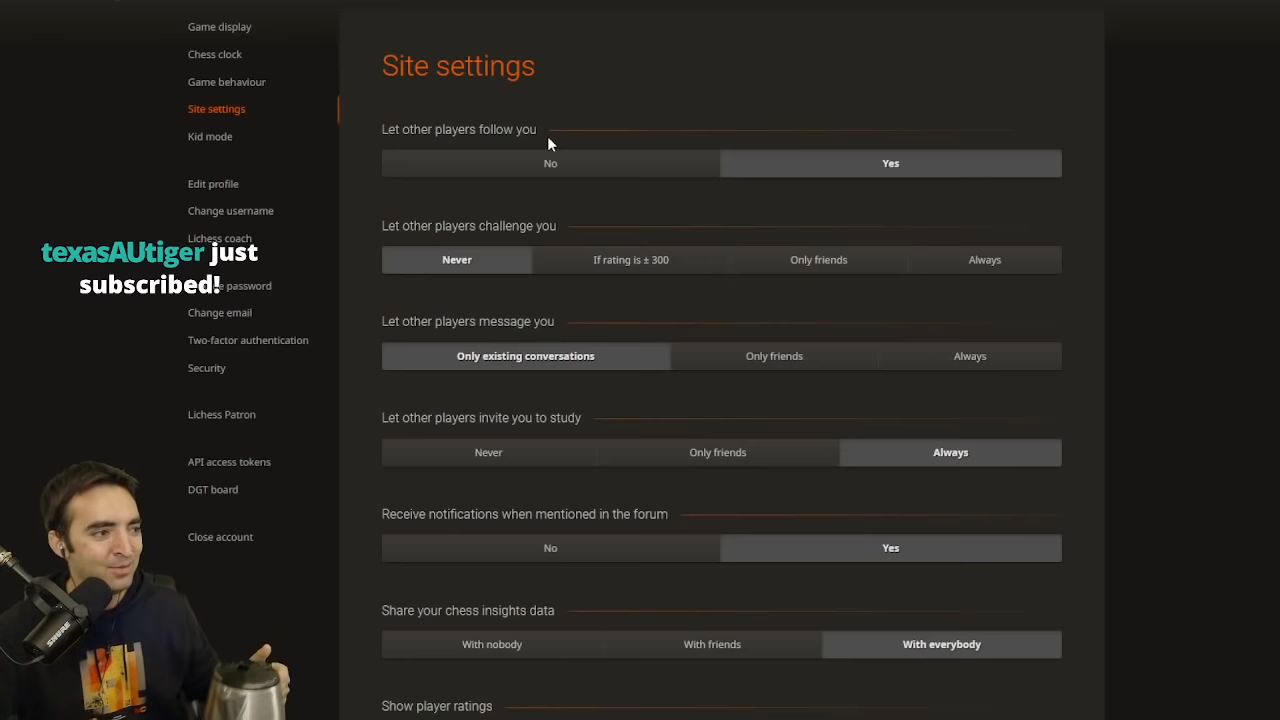 Game display
Chess clock
Game behaviour
Site settings
Kid mode
Edit profile
Change username
Lichess coach
password
Change email
Two-factor authentication
Security
Lichess Patron
API access tokens
DGT board
Close account
texasAUtiger just
subscribed!
Site settings
Let other players follow you
No Yes
Let other players challenge you
Never If rating is ± 300 Only friends Always
Let other players message you
Only existing conversations Only friends Always
Let other players invite you to study
Never Only friends Always
Receive notifications when mentioned in the forum
No Yes
Share your chess insights data
With nobody With friends With everybody
Show player ratings
SHURE